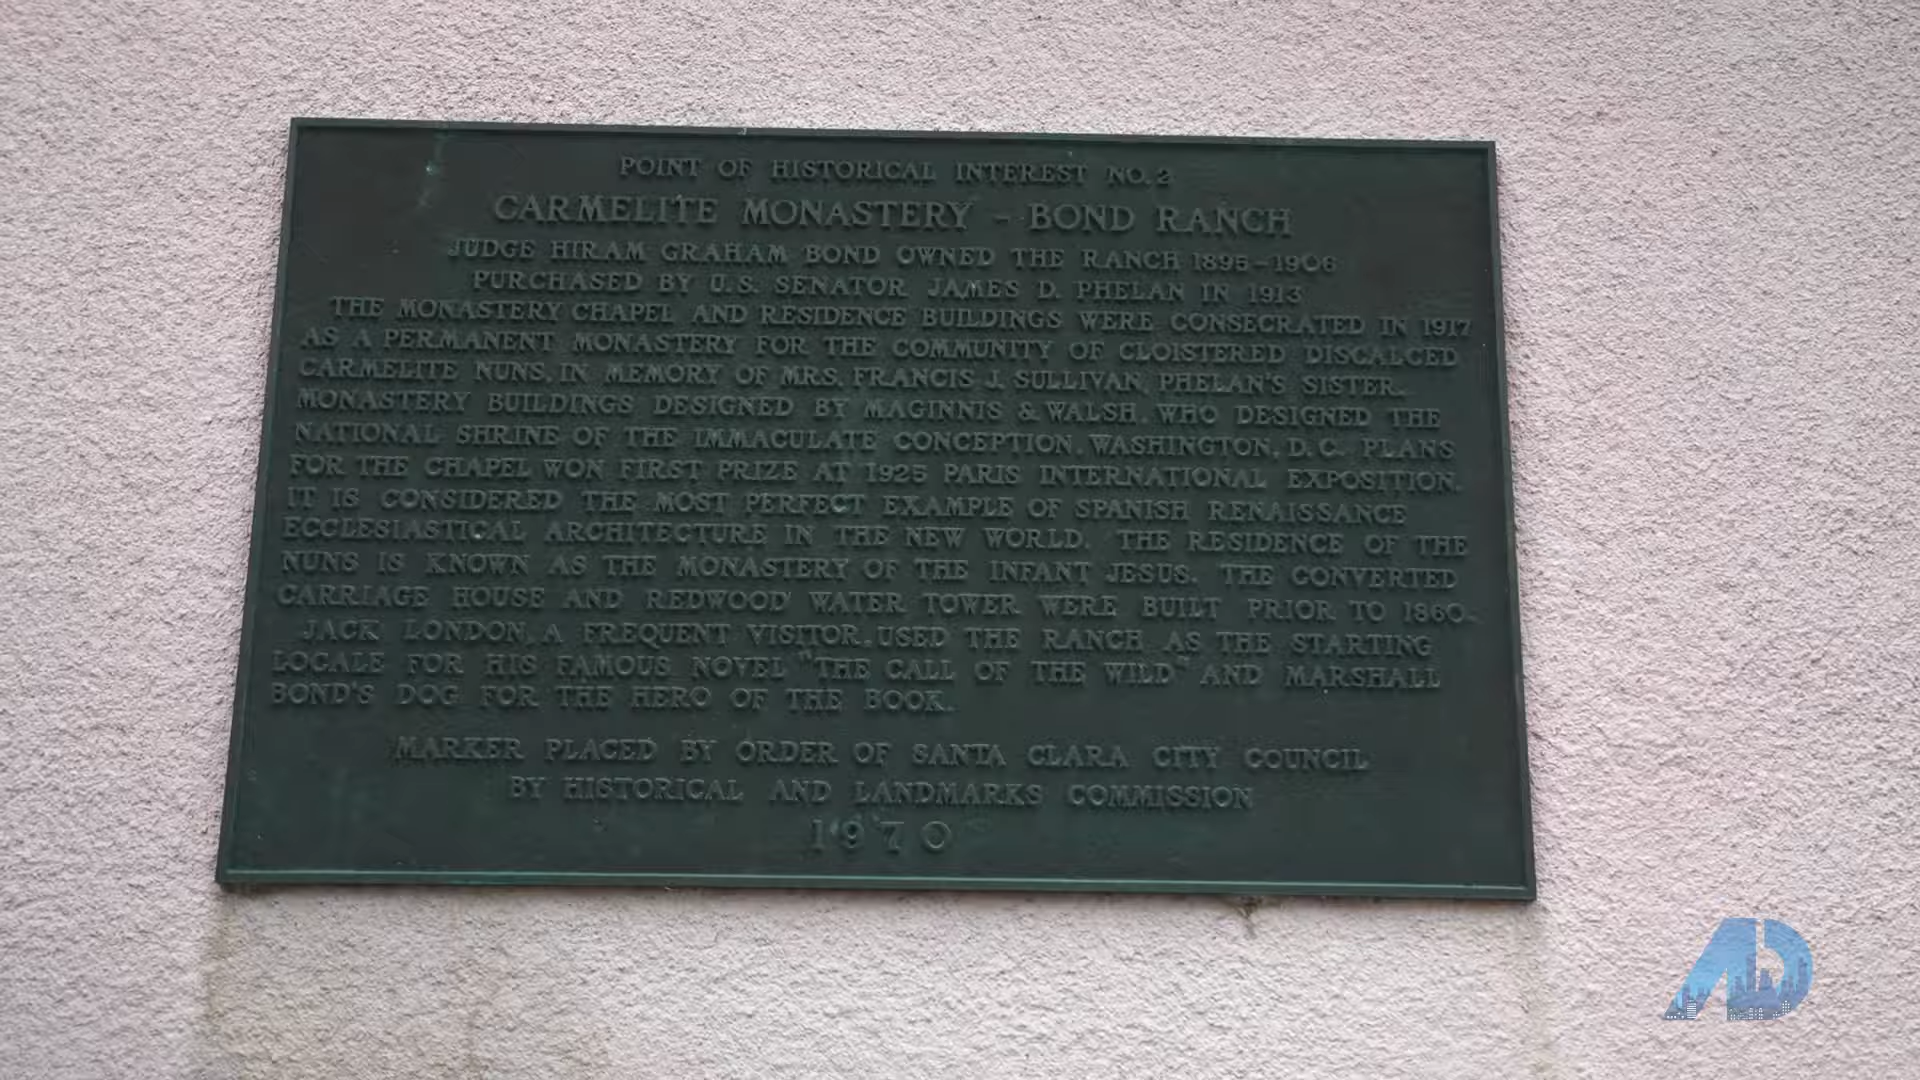 POINT OF HISTORICAL INTEREST NO. 2
CARMELITE MONASTERY - BOND RANCH
JUDGE HIRAM GRAHAM BOND OWNED THE RANCH 1895-1906
PURCHASED BY U.S. SENATOR JAMES D. PHELAN IN 1913
THE MONASTERY CHAPEL AND RESIDENCE BUILDINGS WERE CONSECRATED IN 1917
AS A PERMANENT MONASTERY FOR THE COMMUNITY OF CLOISTERED DISCALCED
CARMELITE NUNS, IN MEMORY OF MRS. FRANCIS J. SULLIVAN, PHELAN'S SISTER.
MONASTERY BUILDINGS DESIGNED BY MAGINNIS & WALSH, WHO DESIGNED THE
NATIONAL SHRINE OF THE IMMACULATE CONCEPTION, WASHINGTON, D.C. PLANS
FOR THE CHAPEL WON FIRST PRIZE AT 1925 PARIS INTERNATIONAL EXPOSITION.
IT IS CONSIDERED THE MOST PERFECT EXAMPLE OF SPANISH RENAISSANCE
ECCLESIASTICAL ARCHITECTURE IN THE NEW WORLD. THE RESIDENCE OF THE
NUNS IS KNOWN AS THE MONASTERY OF THE INFANT JESUS. THE CONVERTED
CARRIAGE HOUSE AND REDWOOD WATER TOWER WERE BUILT PRIOR TO 1860.
JACK LONDON, A FREQUENT VISITOR, USED THE RANCH AS THE STARTING
LOCALE FOR HIS FAMOUS NOVEL "THE CALL OF THE WILD" AND MARSHALL
BOND'S DOG FOR THE HERO OF THE BOOK.
MARKER PLACED BY ORDER OF SANTA CLARA CITY COUNCIL
BY HISTORICAL AND LANDMARKS COMMISSION
1970
AD